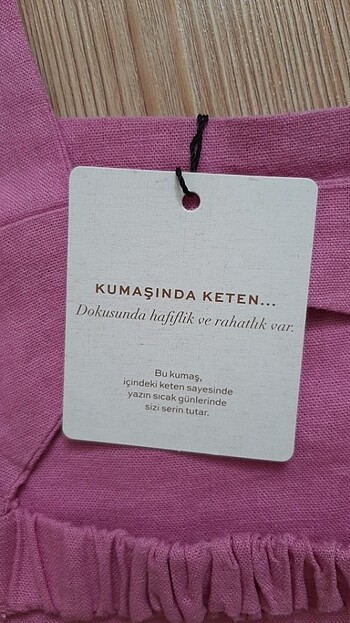 KUMAŞINDA KETEN...
Dokusunda hafiflik ve rahatlık var.
Bu kumaş,
içindeki keten sayesinde
yazın sıcak günlerinde
sizi serin tutar.